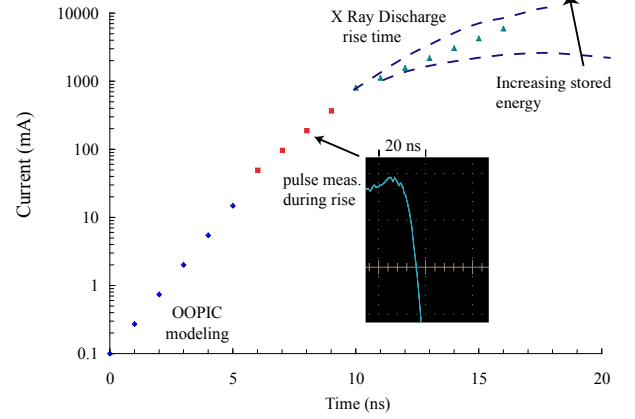 10000
1000
100
10
1
0.1
Current (mA)
X Ray Discharge
rise time
Increasing stored
energy
20 ns
pulse meas.
during rise
OOPIC
modeling
0
5
10
15
20
Time (ns)